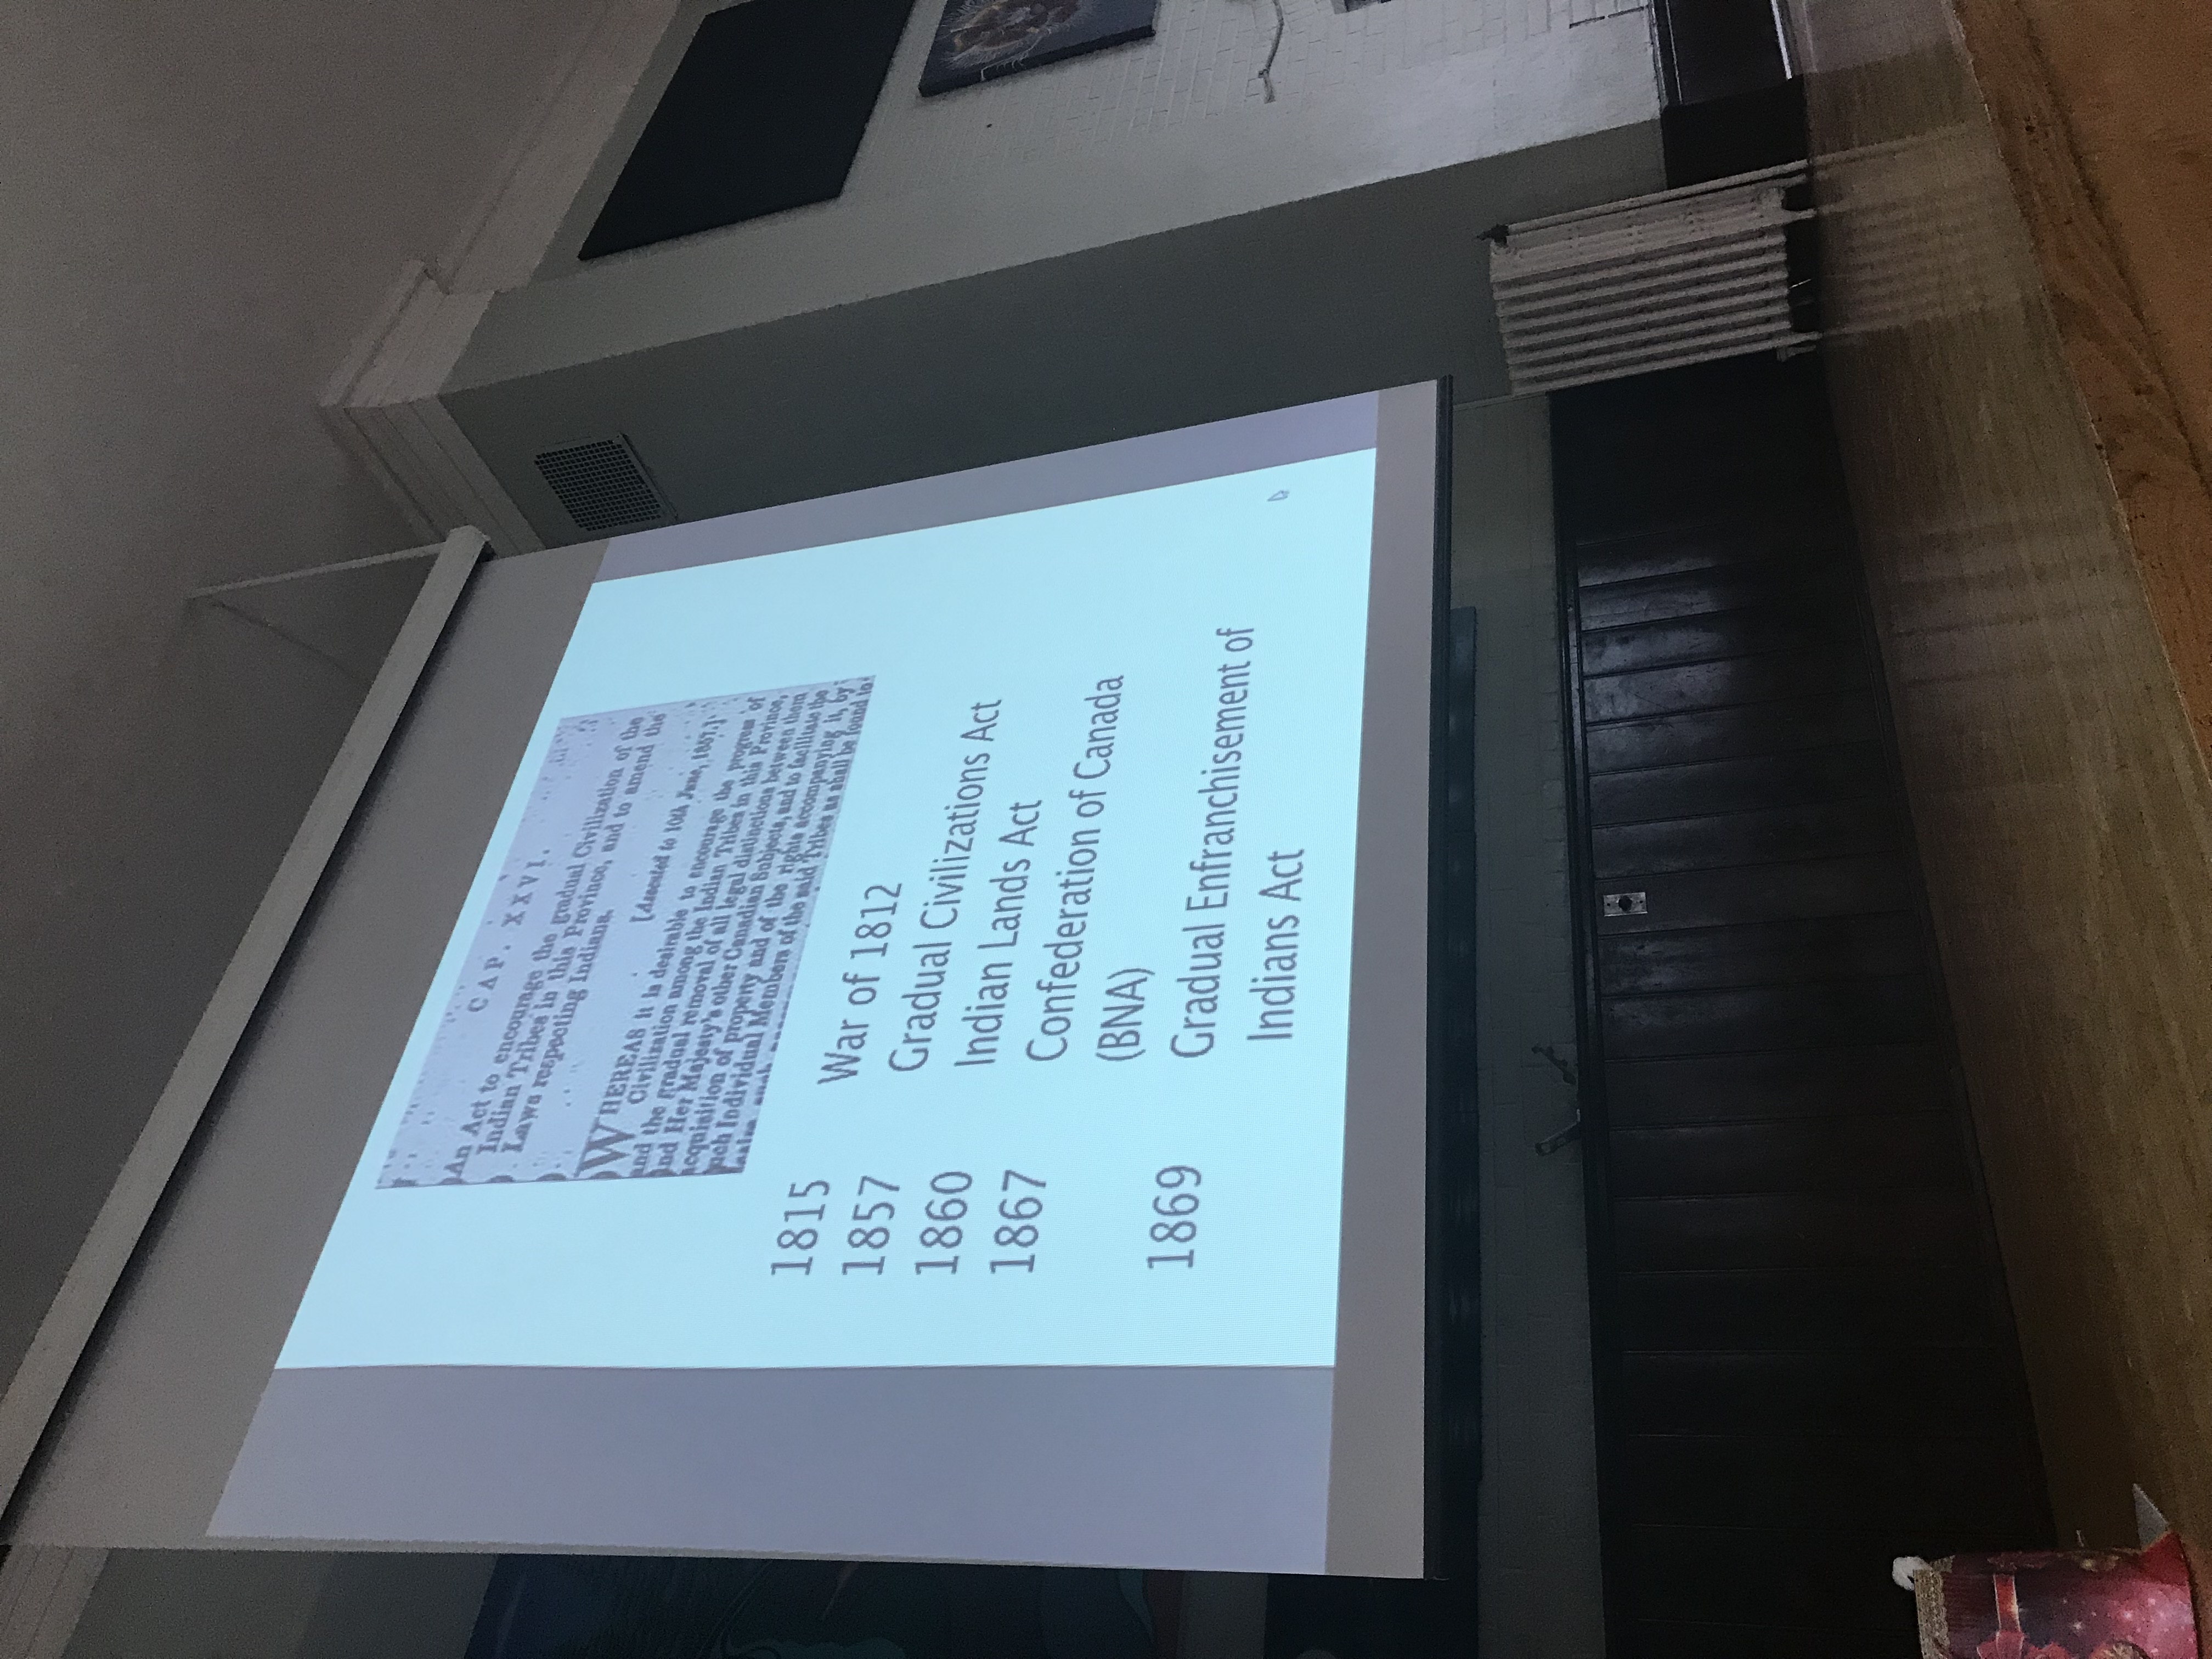 CAP. XXVI.
An Act to encourage the gradual Civilization of the
Indian Tribes in this Province, and to amend the
Laws respecting Indians.
[Assented to 10th June, 1857.]
WHEREAS it is desirable to encourage the progress of
Civilization among the Indian Tribes in this Province,
and the gradual removal of all legal distinctions between them
and Her Majesty's other Canadian Subjects, and to facilitate the
acquisition of property and of the rights accompanying it, by
such Individual Members of the said Tribes as shall be found to
such
1815 War of 1812
1857 Gradual Civilizations Act
1860 Indian Lands Act
1867 Confederation of Canada
(BNA)
1869 Gradual Enfranchisement of
Indians Act